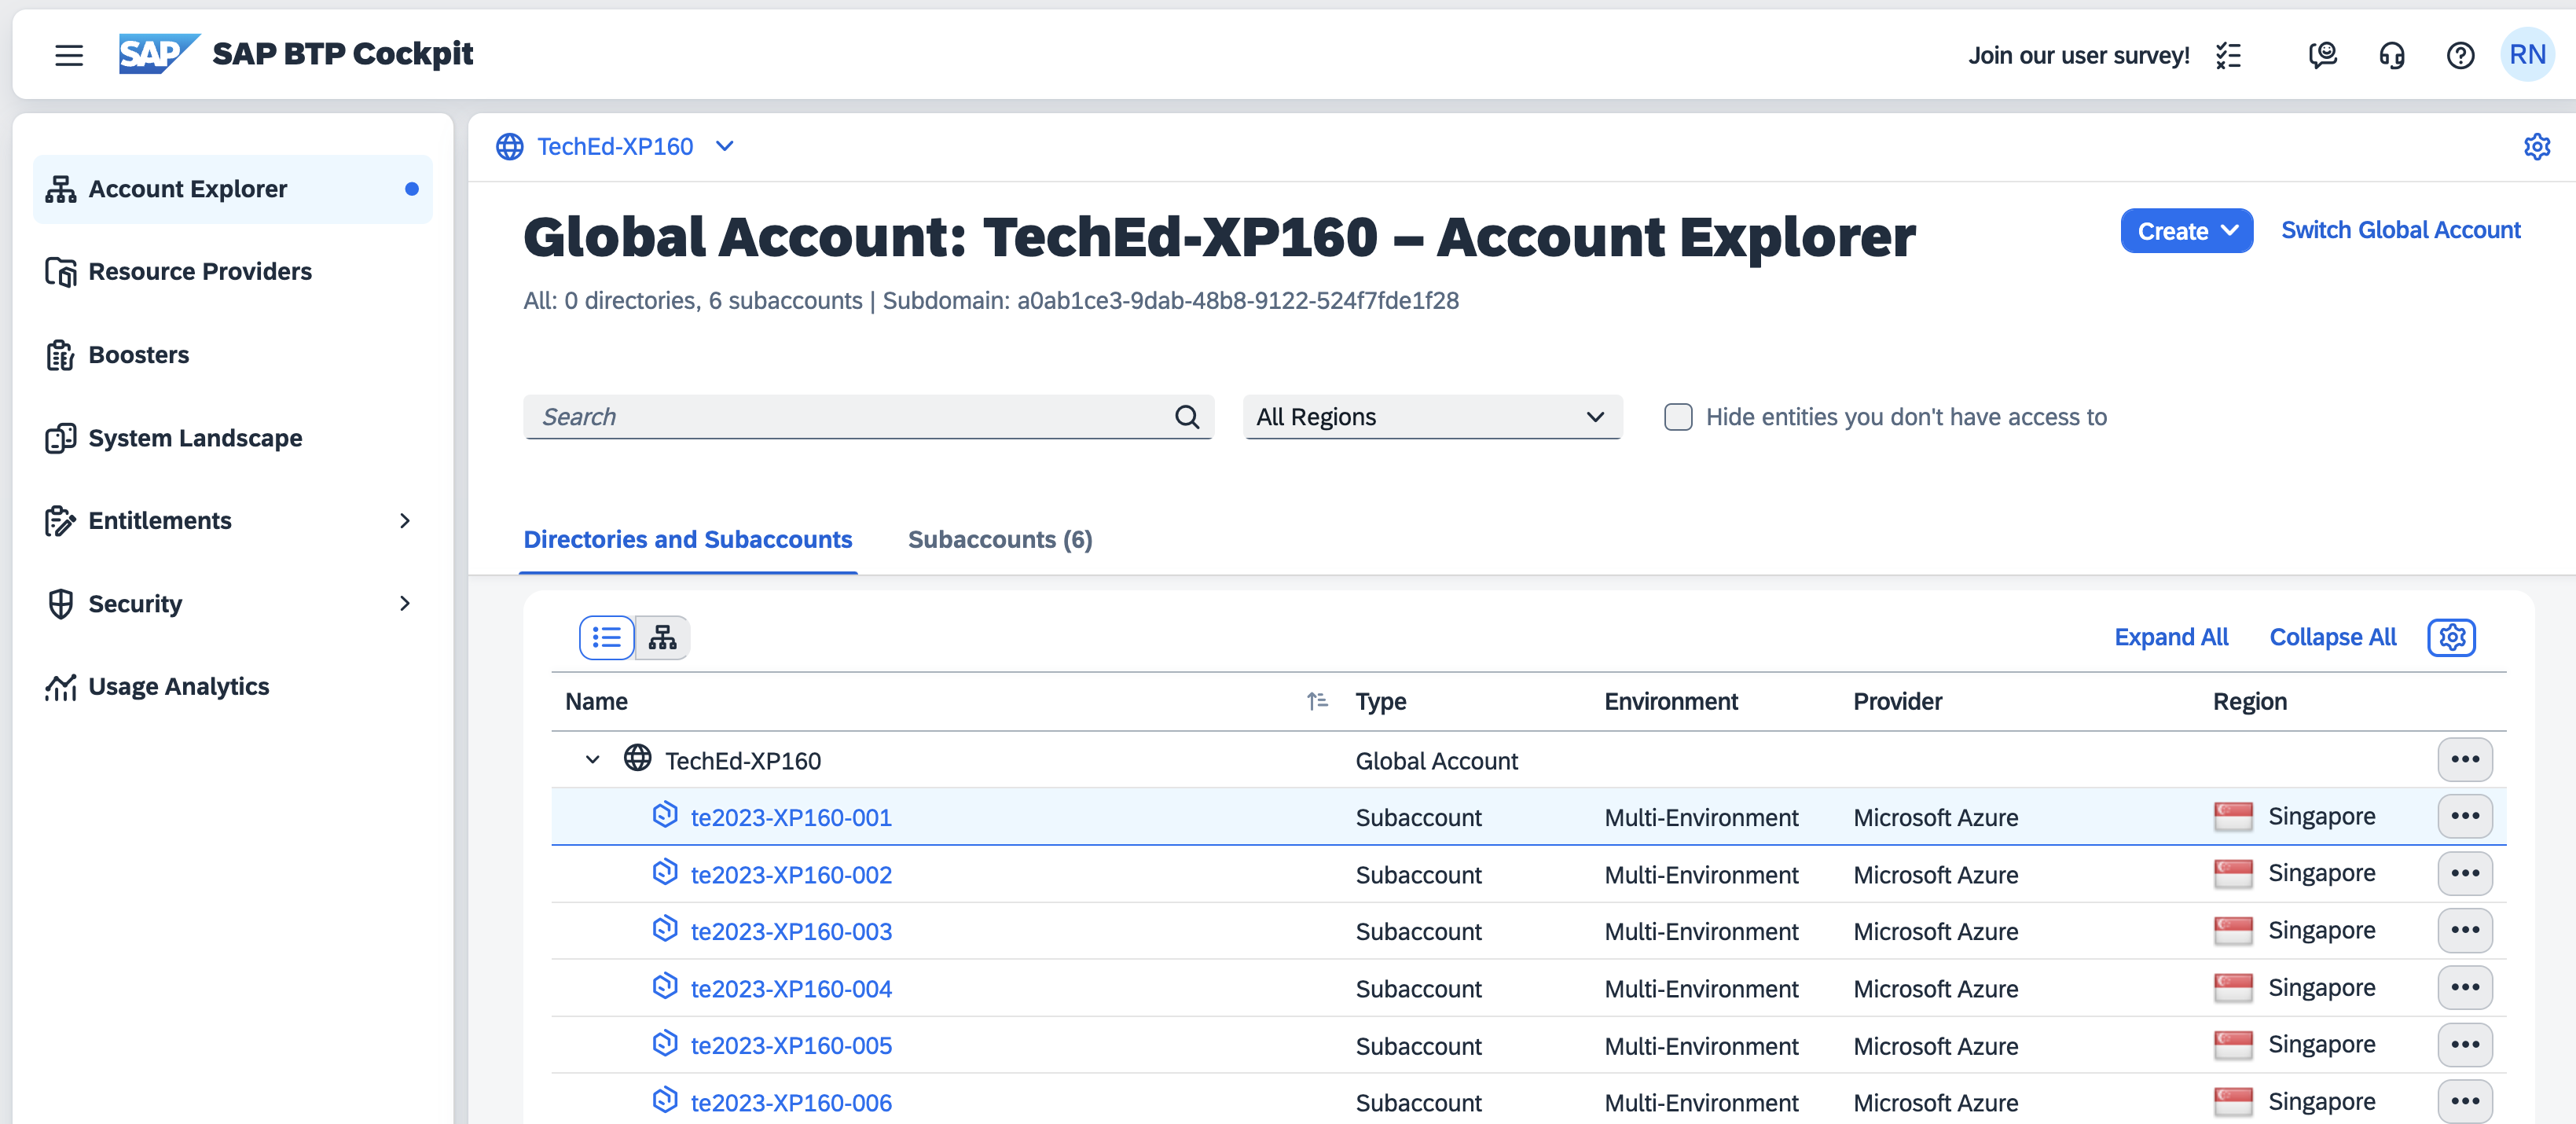 SAP SAP BTP Cockpit
Join our user survey!
RN
Account Explorer
Resource Providers
Boosters
System Landscape
Entitlements
Security
Usage Analytics
TechEd-XP160
Global Account: TechEd-XP160 – Account Explorer
Create
Switch Global Account
All: 0 directories, 6 subaccounts | Subdomain: a0ab1ce3-9dab-48b8-9122-524f7fde1f28
Search
All Regions
Hide entities you don't have access to
Directories and Subaccounts
Subaccounts (6)
Expand All
Collapse All
Name Type Environment Provider Region
TechEd-XP160 Global Account
te2023-XP160-001 Subaccount Multi-Environment Microsoft Azure Singapore
te2023-XP160-002 Subaccount Multi-Environment Microsoft Azure Singapore
te2023-XP160-003 Subaccount Multi-Environment Microsoft Azure Singapore
te2023-XP160-004 Subaccount Multi-Environment Microsoft Azure Singapore
te2023-XP160-005 Subaccount Multi-Environment Microsoft Azure Singapore
te2023-XP160-006 Subaccount Multi-Environment Microsoft Azure Singapore